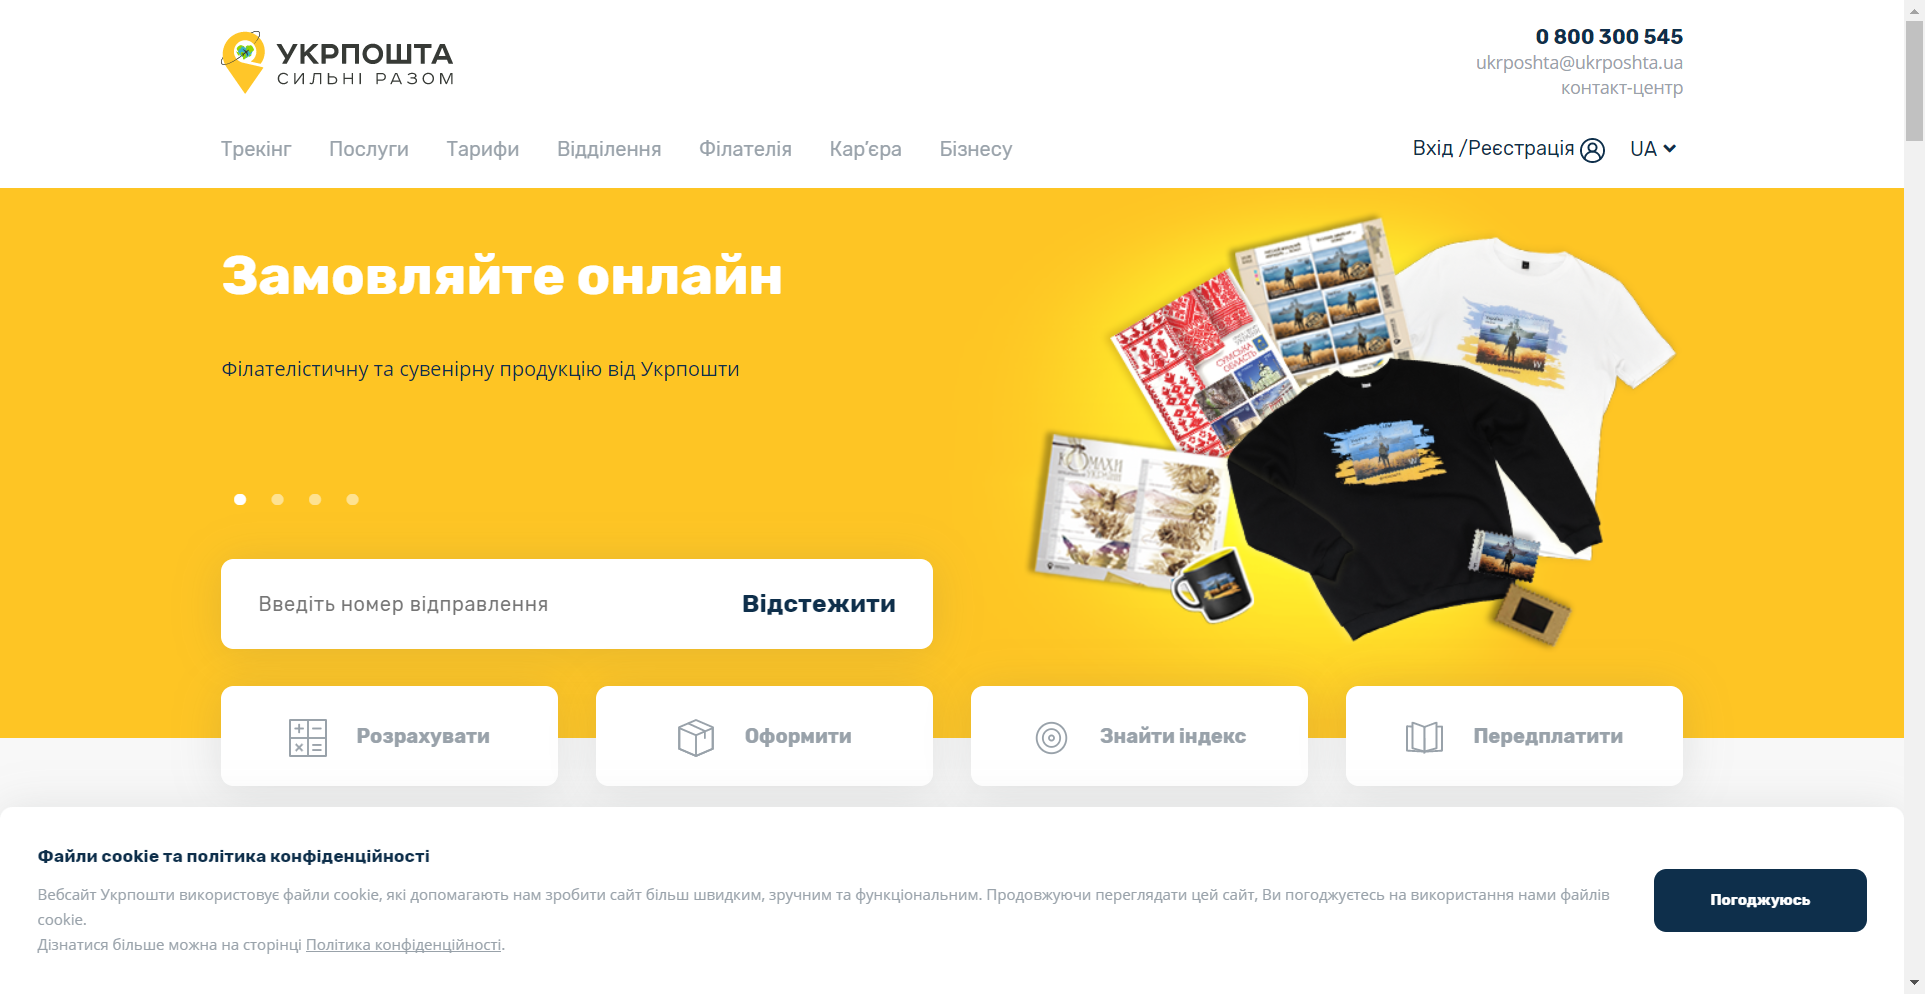 УКРПОШТА
СИЛЬНІ РАЗОМ
0 800 300 545
ukrposhta@ukrposhta.ua
контакт-центр
Трекінг Послуги Тарифи Відділення Філателія Кар’єра Бізнесу
Вхід /Реєстрація UA
Замовляйте онлайн
Філателістичну та сувенірну продукцію від Укрпошти
СУМСЬКА
ОБЛАСТЬ
КОМАХИ
Введіть номер відправлення Відстежити
Розрахувати Оформити Знайти індекс Передплатити
Файли cookie та політика конфіденційності
Вебсайт Укрпошти використовує файли cookie, які допомагають нам зробити сайт більш швидким, зручним та функціональним. Продовжуючи переглядати цей сайт, Ви погоджуєтесь на використання нами файлів
cookie.
Дізнатися більше можна на сторінці Політика конфіденційності.
Погоджуюсь